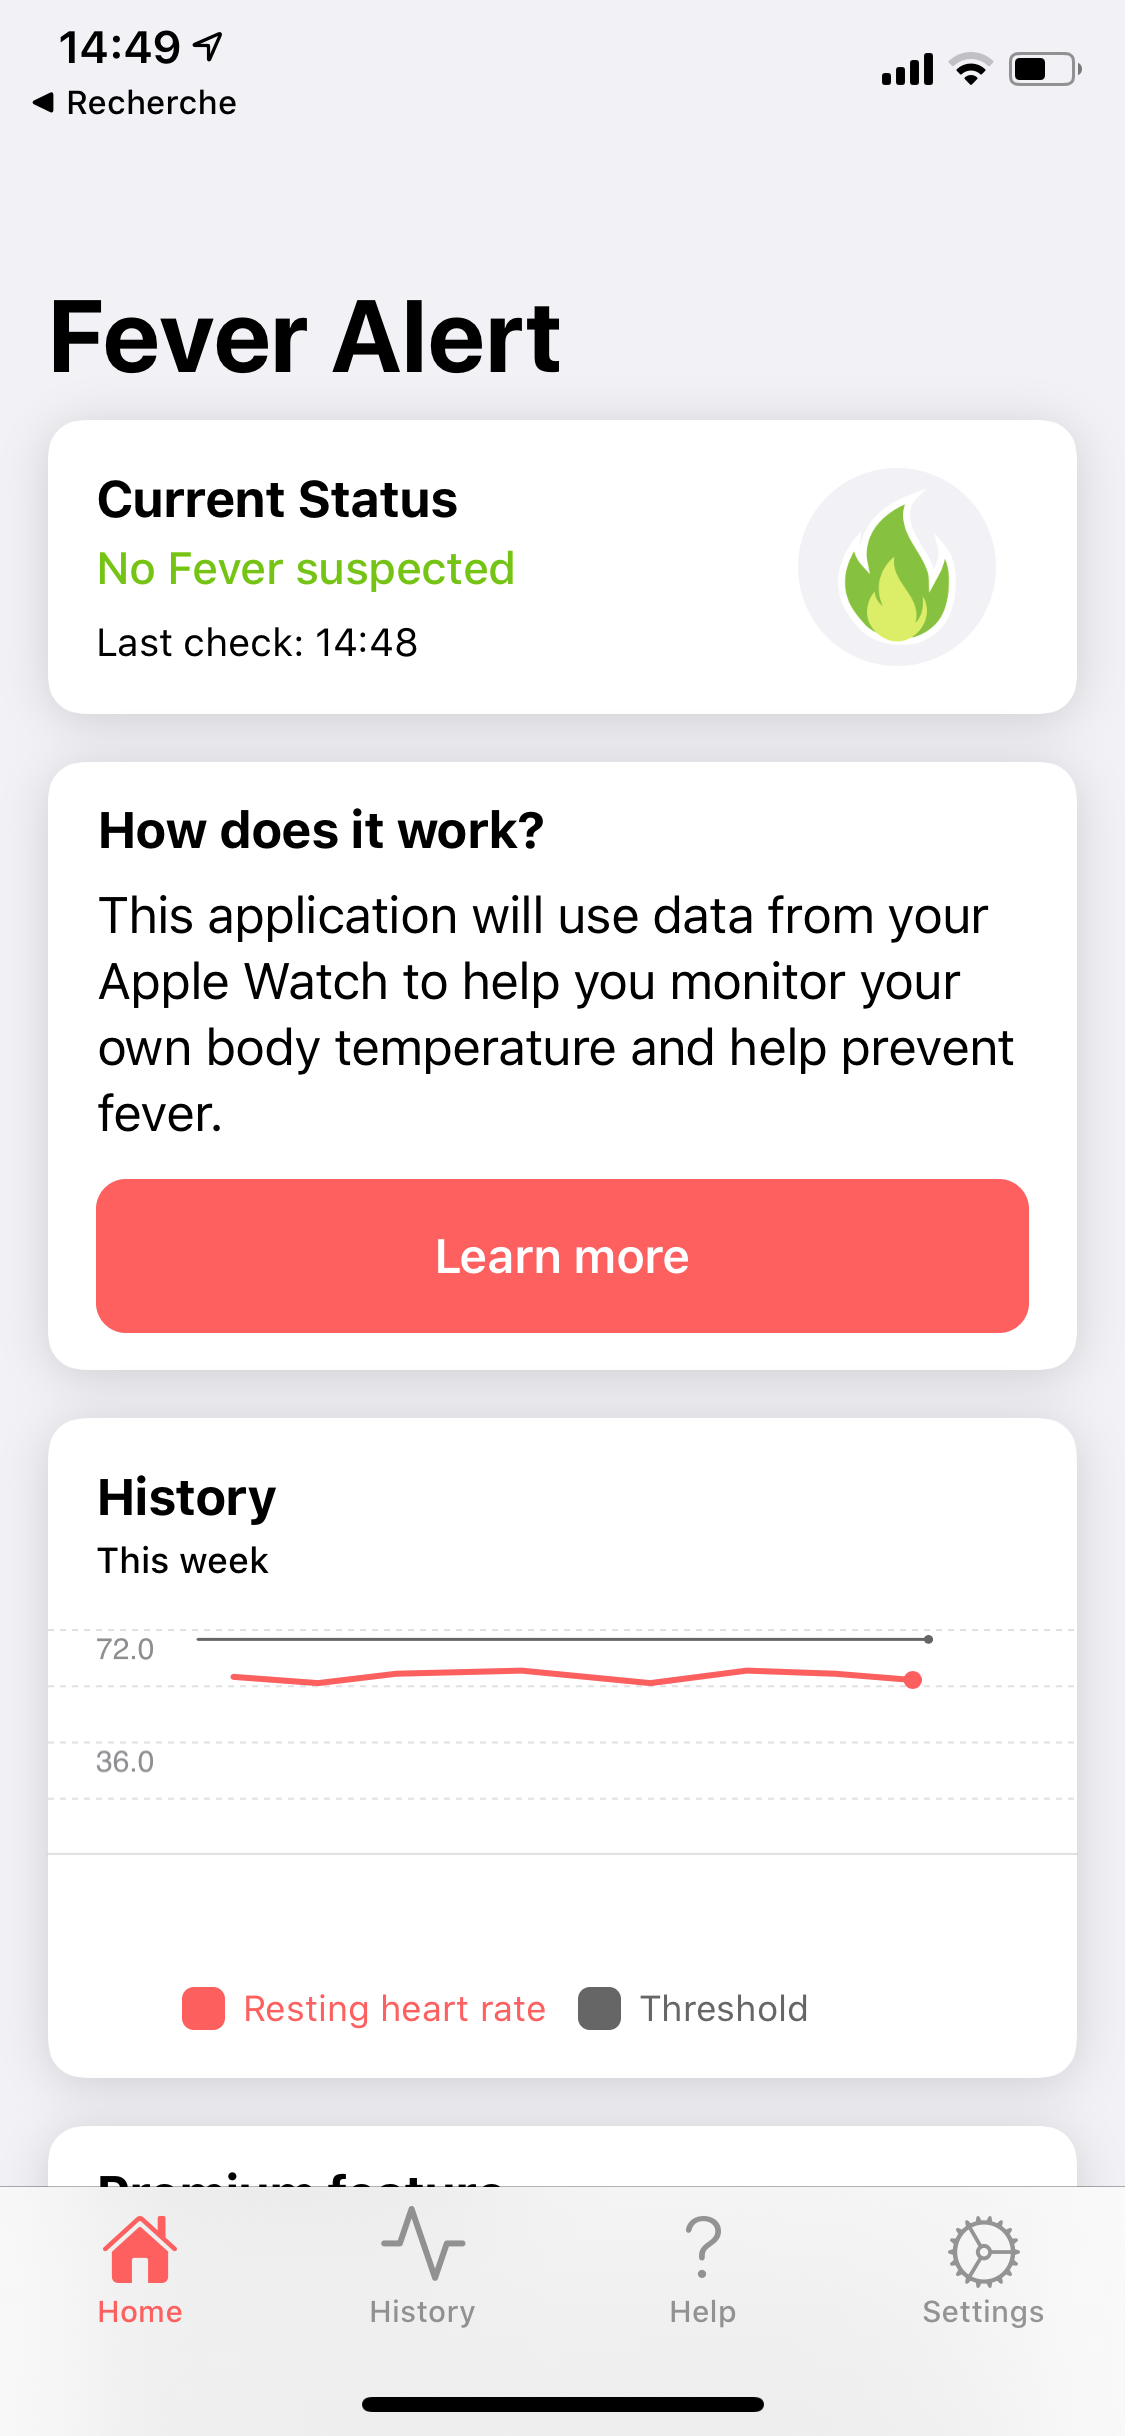 14:49
◀ Recherche
Fever Alert
Current Status
No Fever suspected
Last check: 14:48
How does it work?
This application will use data from your
Apple Watch to help you monitor your
own body temperature and help prevent
fever.
Learn more
History
This week
72.0
36.0
Resting heart rate
Threshold
Premium feature
Home
History
Help
Settings